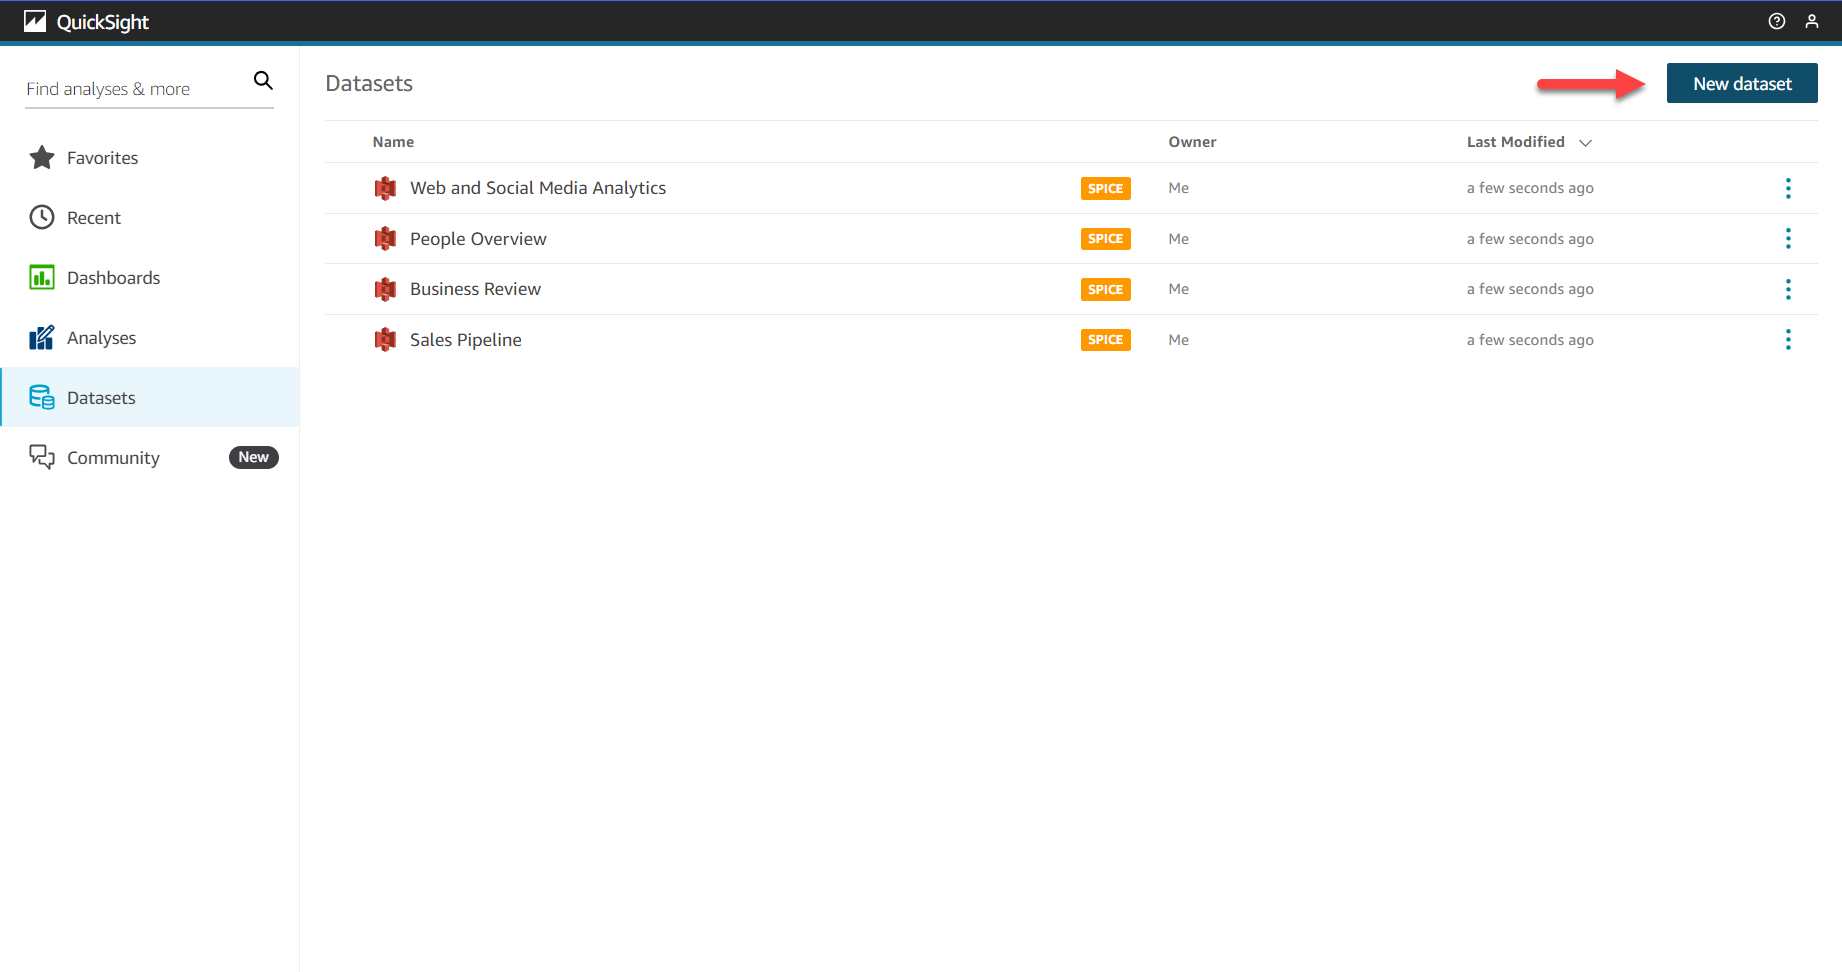 QuickSight
Find analyses & more
Favorites
Recent
Dashboards
Analyses
Datasets
Community New
Datasets
New dataset
Name Owner Last Modified
Web and Social Media Analytics SPICE Me a few seconds ago
People Overview SPICE Me a few seconds ago
Business Review SPICE Me a few seconds ago
Sales Pipeline SPICE Me a few seconds ago